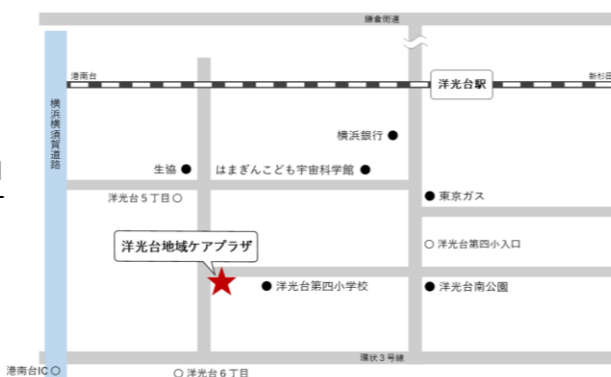 鎌倉街道
港南台
新杉田
洋光台駅
横浜横須賀道路
横浜銀行
生協
はまぎんこども宇宙科学館
洋光台5丁目
東京ガス
洋光台地域ケアプラザ
洋光台第四小入口
洋光台第四小学校
洋光台南公園
環状3号線
港南台IC
洋光台6丁目